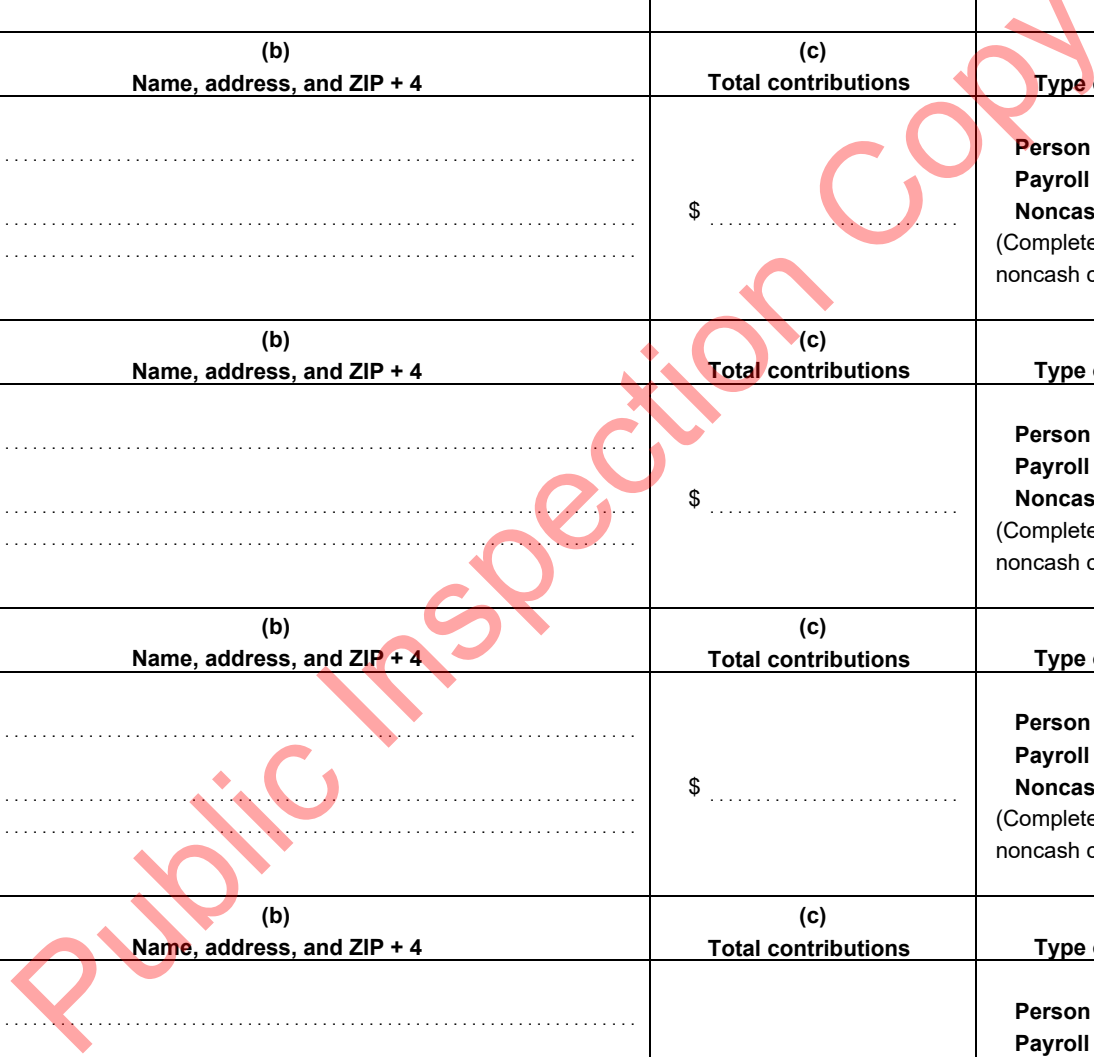 (b) (c)
Name, address, and ZIP + 4 Total contributions Type
Person
Payroll
$ Noncas
(Complete
noncash
(b) (c)
Name, address, and ZIP + 4 Total contributions Type
Person
Payroll
$ Noncas
(Complete
noncash
(b) (c)
Name, address, and ZIP + 4 Total contributions Type
Person
Payroll
$ Noncas
(Complete
noncash
(b) (c)
Name, address, and ZIP + 4 Total contributions Type
Person
Payroll
Public Inspection Copy